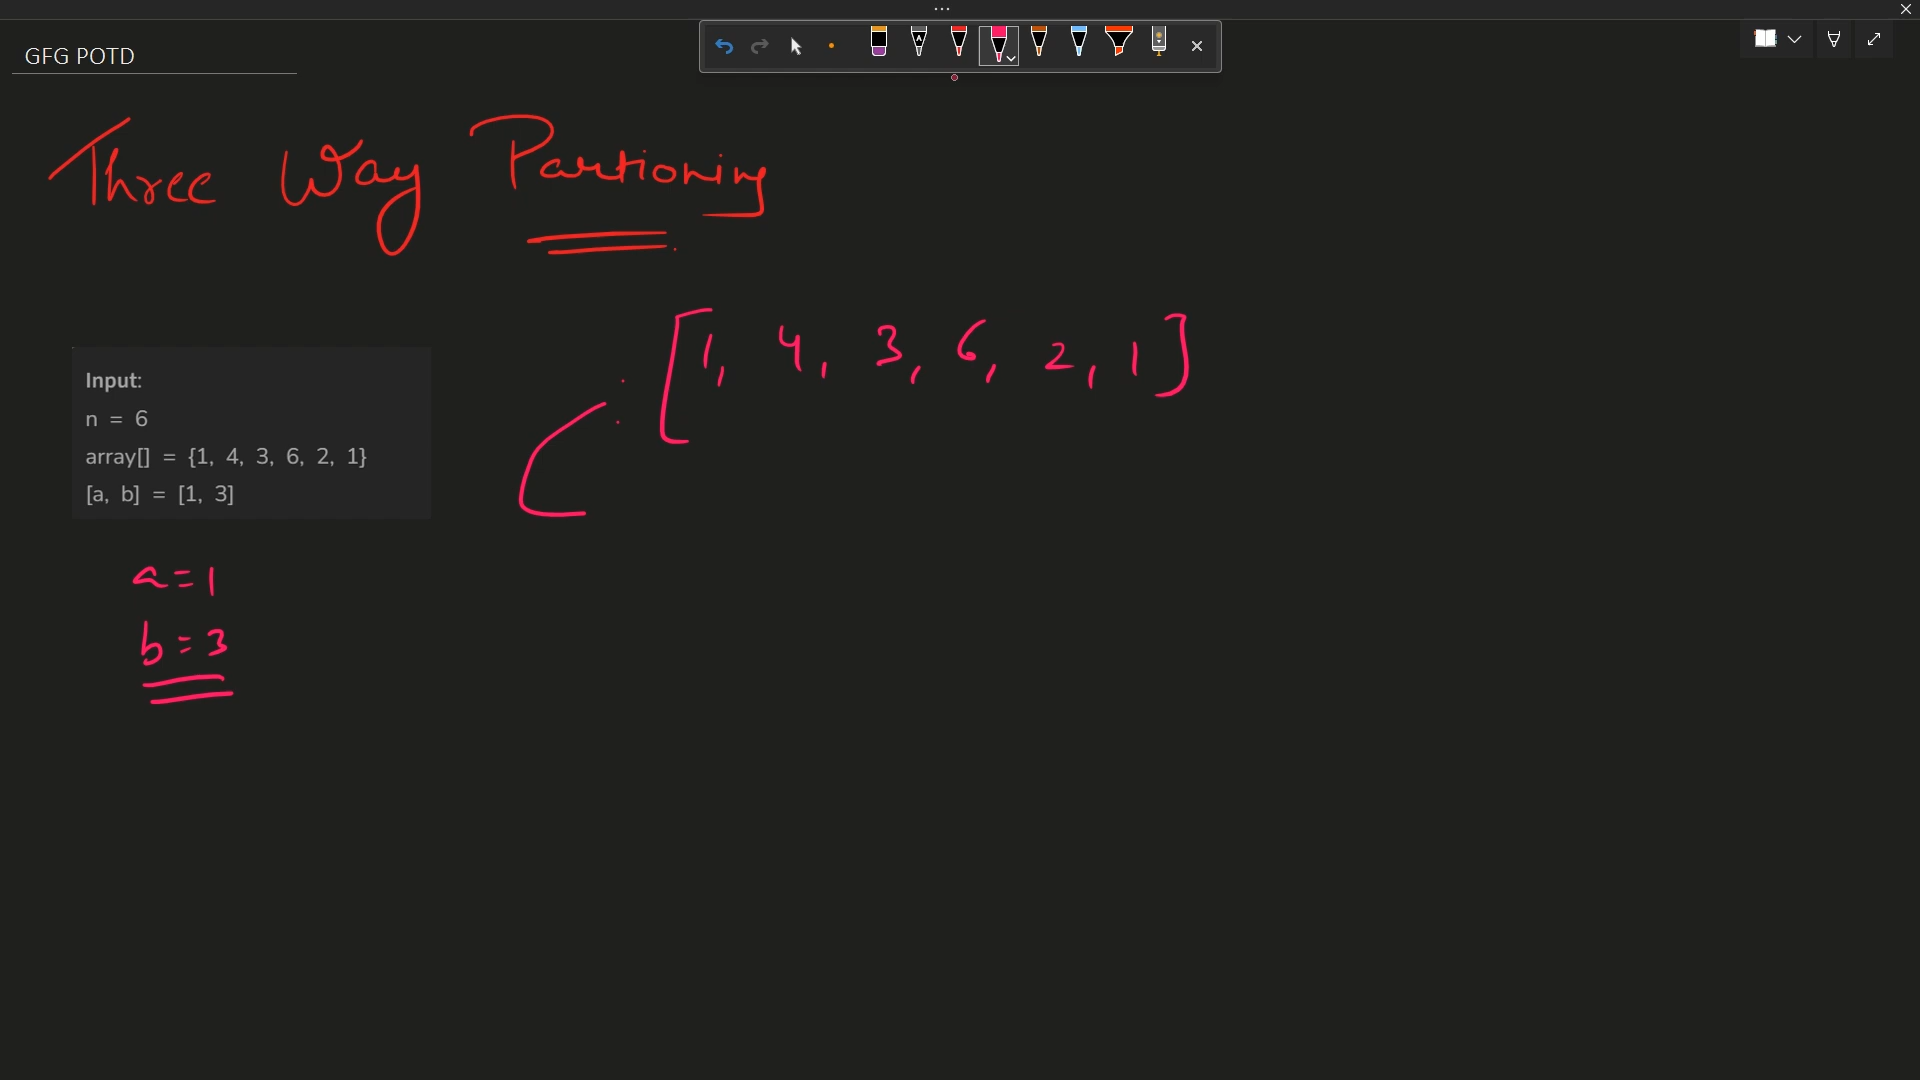 GFG POTD
Three Way Partioning
[1, 4, 3, 6, 2, 1]
Input:
n = 6
array[] = {1, 4, 3, 6, 2, 1}
[a, b] = [1, 3]
a = 1
b = 3